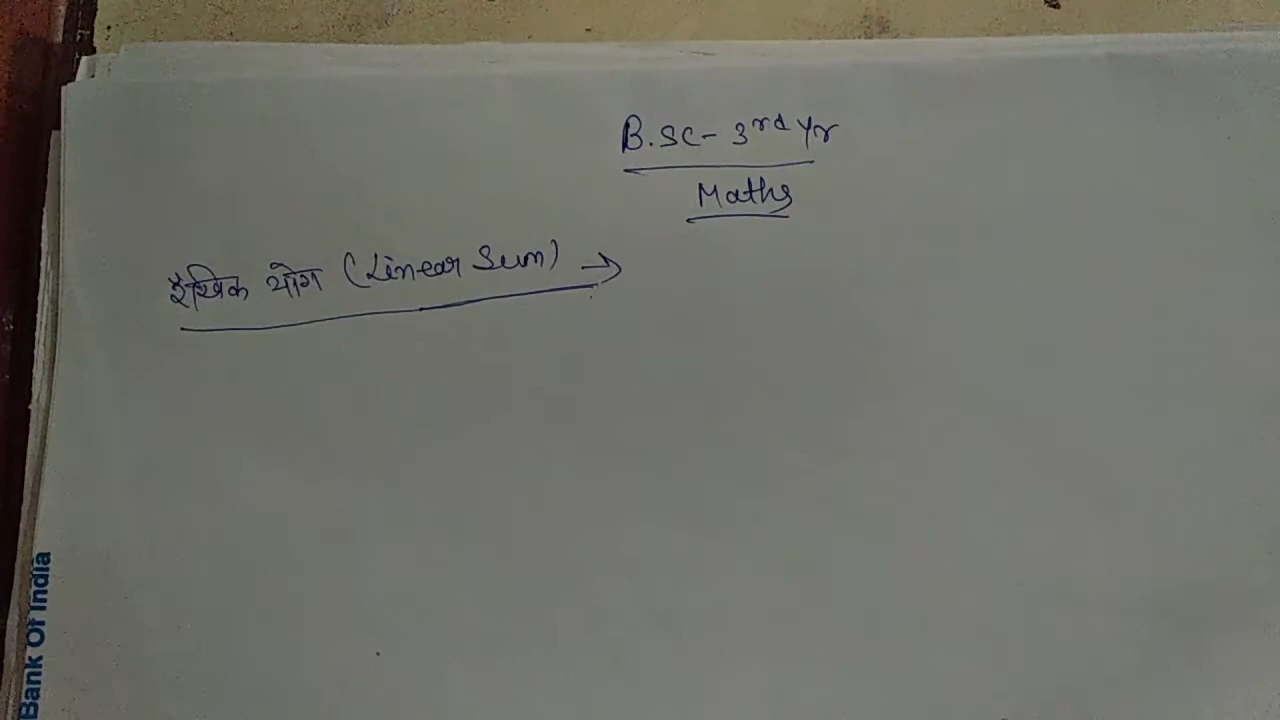 B.SC- 3rd Yr
Maths
रैखिक योग (Linear Sum) →
Bank Of India